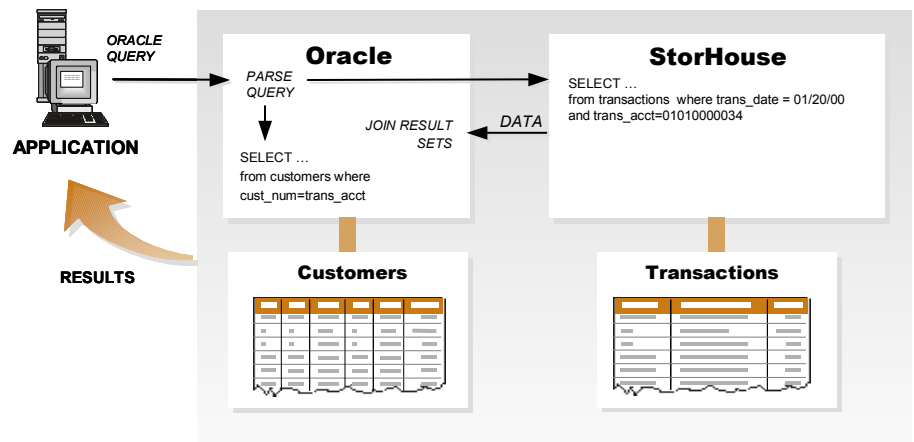 ORACLE
QUERY
APPLICATION
RESULTS
Oracle
PARSE
QUERY
SELECT …
from customers where
cust_num=trans_acct
JOIN RESULT
SETS
DATA
StorHouse
SELECT …
from transactions where trans_date = 01/20/00
and trans_acct=01010000034
Customers
Transactions